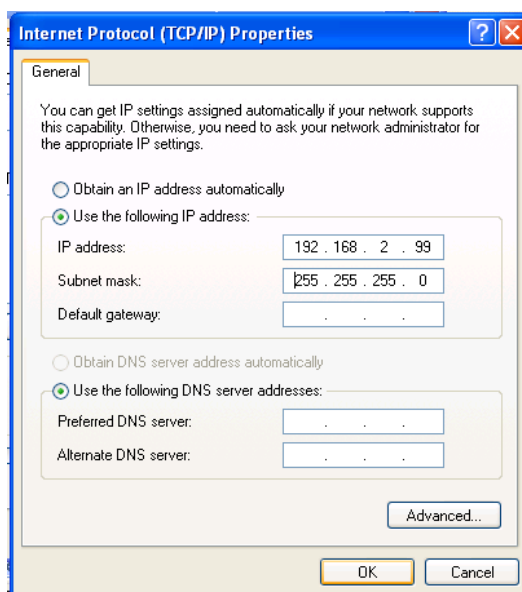 Internet Protocol (TCP/IP) Properties
General
You can get IP settings assigned automatically if your network supports
this capability. Otherwise, you need to ask your network administrator for
the appropriate IP settings.
Obtain an IP address automatically
Use the following IP address:
IP address: 192 . 168 . 2 . 99
Subnet mask: 255 . 255 . 255 . 0
Default gateway: . . .
Obtain DNS server address automatically
Use the following DNS server addresses:
Preferred DNS server: . . .
Alternate DNS server: . . .
Advanced...
OK Cancel